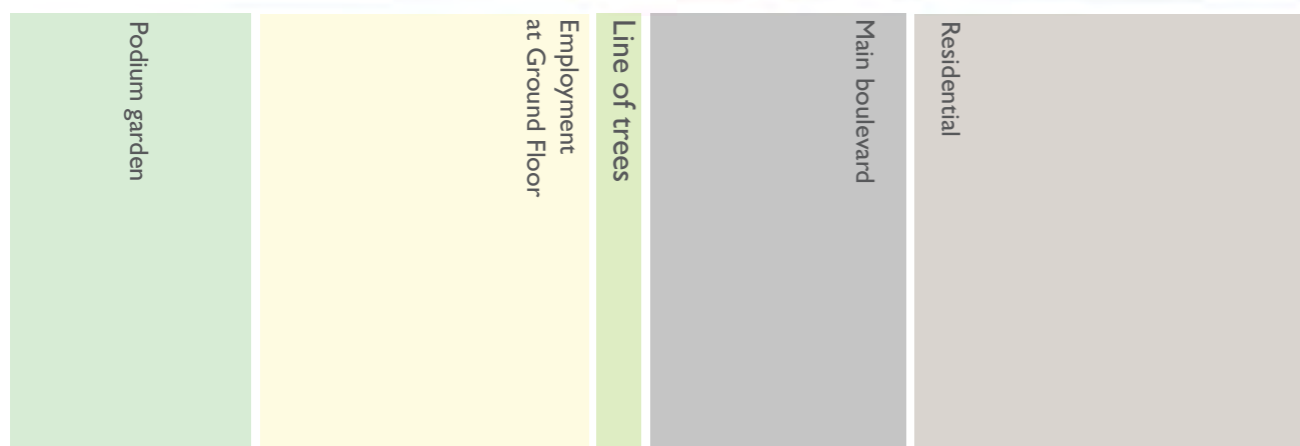 Podium garden
Employment
at Ground Floor
Line of trees
Main boulevard
Residential